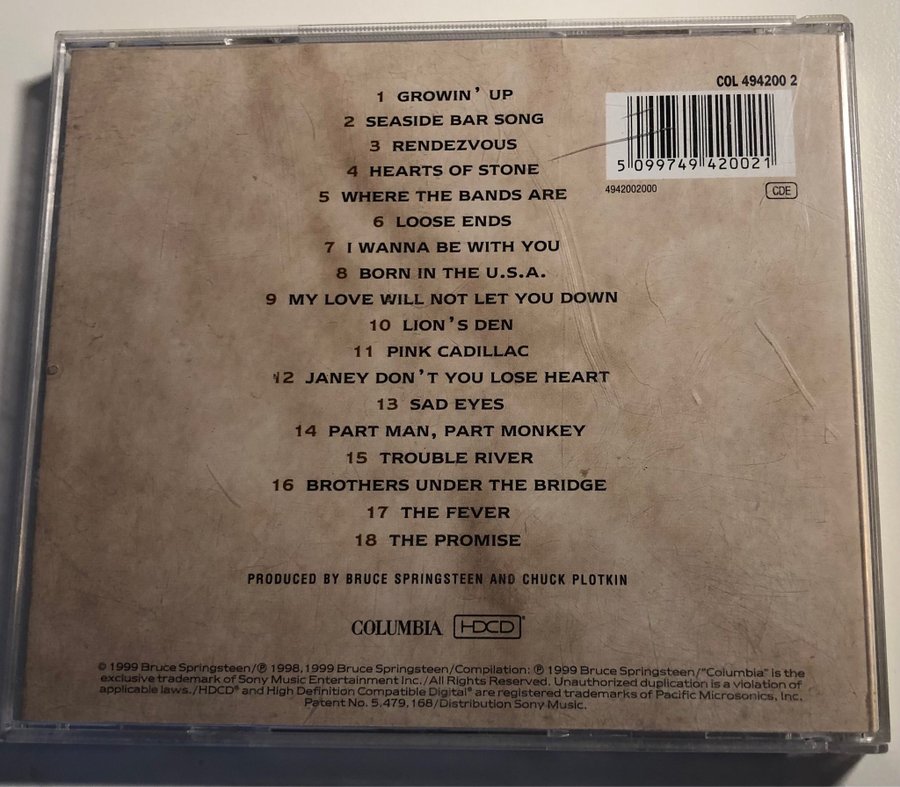 COL 494200 2
5 099749 420021
4942002000
CDE
1 GROWIN' UP
2 SEASIDE BAR SONG
3 RENDEZVOUS
4 HEARTS OF STONE
5 WHERE THE BANDS ARE
6 LOOSE ENDS
7 I WANNA BE WITH YOU
8 BORN IN THE U.S.A.
9 MY LOVE WILL NOT LET YOU DOWN
10 LION'S DEN
11 PINK CADILLAC
12 JANEY DON'T YOU LOSE HEART
13 SAD EYES
14 PART MAN, PART MONKEY
15 TROUBLE RIVER
16 BROTHERS UNDER THE BRIDGE
17 THE FEVER
18 THE PROMISE
PRODUCED BY BRUCE SPRINGSTEEN AND CHUCK PLOTKIN
COLUMBIA HDCD®
© 1999 Bruce Springsteen/℗ 1998, 1999 Bruce Springsteen/Compilation: ℗ 1999 Bruce Springsteen/"Columbia" is the
exclusive trademark of Sony Music Entertainment Inc./All Rights Reserved. Unauthorized duplication is a violation of
applicable laws./HDCD® and High Definition Compatible Digital® are registered trademarks of Pacific Microsonics, Inc.
Patent No. 5,479,168/Distribution Sony Music.